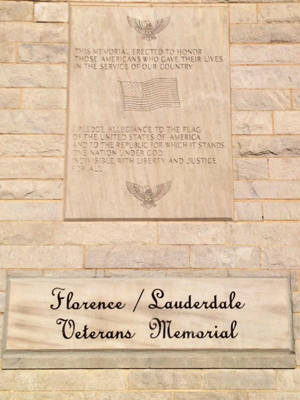 THIS MEMORIAL ERECTED TO HONOR
THOSE AMERICANS WHO GAVE THEIR LIVES
IN THE SERVICE OF OUR COUNTRY
I PLEDGE ALLEGIANCE TO THE FLAG
OF THE UNITED STATES OF AMERICA
AND TO THE REPUBLIC FOR WHICH IT STANDS
ONE NATION UNDER GOD
INDIVISIBLE WITH LIBERTY AND JUSTICE
FOR ALL
Florence / Lauderdale
Veterans Memorial